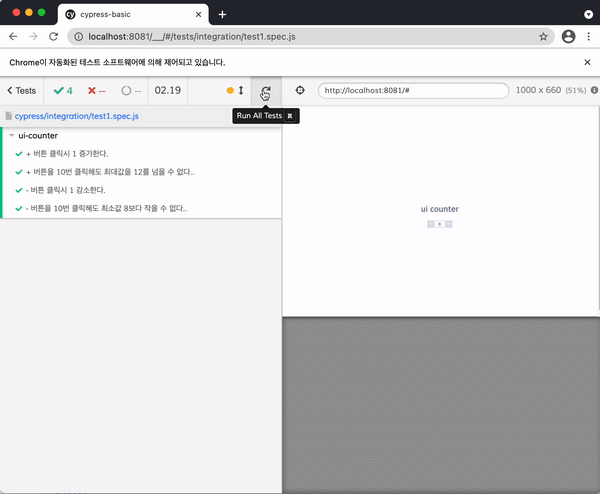 cy cypress-basic
localhost:8081/__/#/tests/integration/test1.spec.js
Chrome이 자동화된 테스트 소프트웨어에 의해 제어되고 있습니다.
Tests 4 -- -- 02.19 http://localhost:8081/# 1000 x 660 (51%)
cypress/integration/test1.spec.js
Run All Tests R
ui-counter
+ 버튼 클릭시 1 증가한다.
+ 버튼을 10번 클릭해도 최대값을 12를 넘을 수 없다..
- 버튼 클릭시 1 감소한다.
- 버튼을 10번 클릭해도 최소값 8보다 작을 수 없다..
ui counter